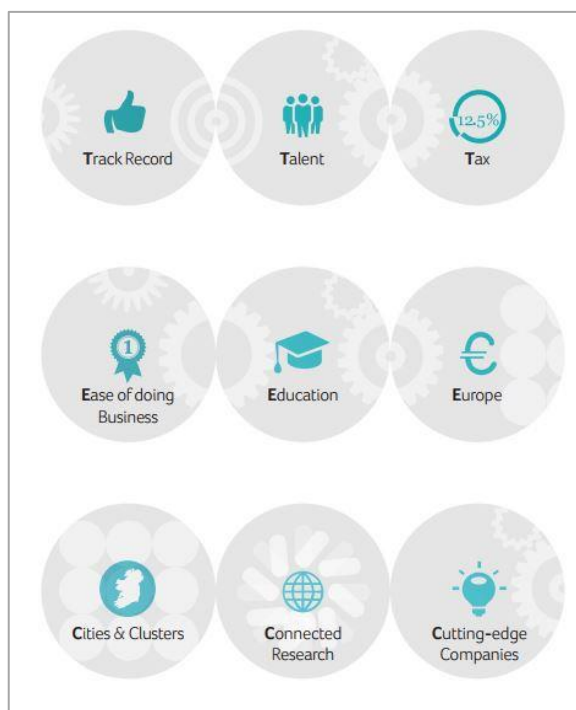 12.5%
Track Record
Talent
Tax
1
Ease of doing
Business
Education
€
Europe
Cities & Clusters
Connected
Research
Cutting-edge
Companies